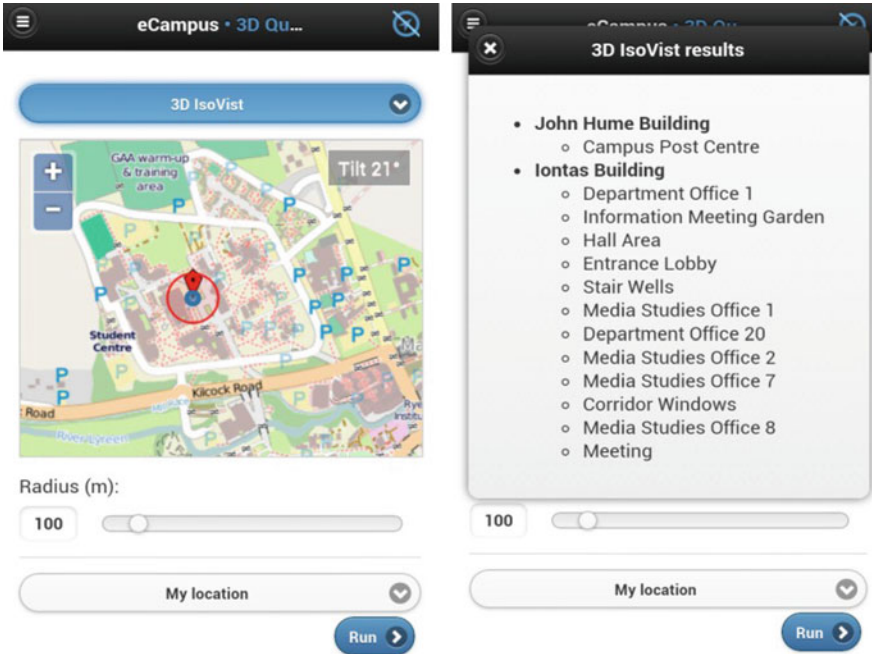 eCampus • 3D Qu...
3D IsoVist
GAA warm-up
& training
area
Tilt 21°
+
−
P
P
P
P
P
P
P
P
P
P
P
P
P
Student
Centre
Kilcock Road
Road
River Lyreen
Rye
Radius (m):
100
My location
Run
3D IsoVist results
• John Hume Building
Campus Post Centre
• Iontas Building
Department Office 1
Information Meeting Garden
Hall Area
Entrance Lobby
Stair Wells
Media Studies Office 1
Department Office 20
Media Studies Office 2
Media Studies Office 7
Corridor Windows
Media Studies Office 8
Meeting
100
My location
Run